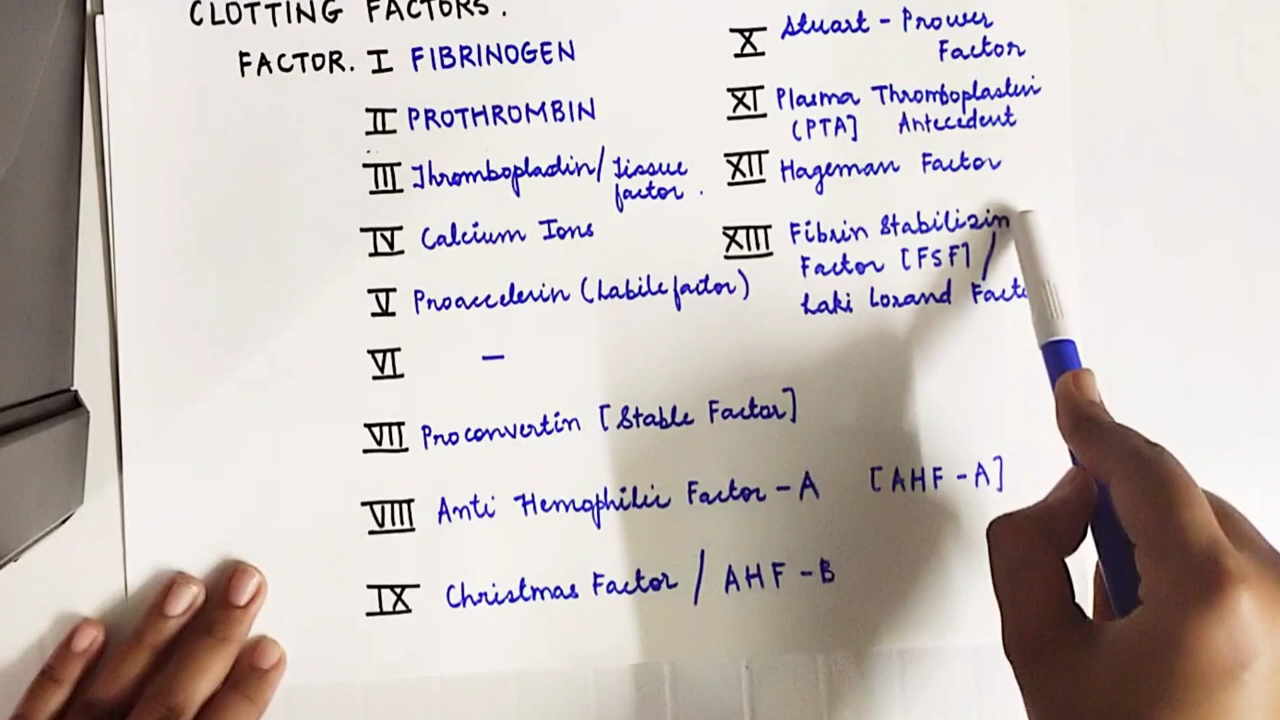 CLOTTING FACTORS.
FACTOR. I FIBRINOGEN
II PROTHROMBIN
III Thrombopladin/Tissue
factor.
IV Calcium Ions
V Proaccelerin (Labile factor)
VI –
VII Proconvertin [Stable Factor]
VIII Anti Hemophilic Factor-A [AHF-A]
IX Christmas Factor / AHF-B
X Stuart-Prower
Factor
XI Plasma Thromboplastin
[PTA] Antecedent
XII Hageman Factor
XIII Fibrin Stabilizin
Factor [FSF] /
Laki Lorand Facto